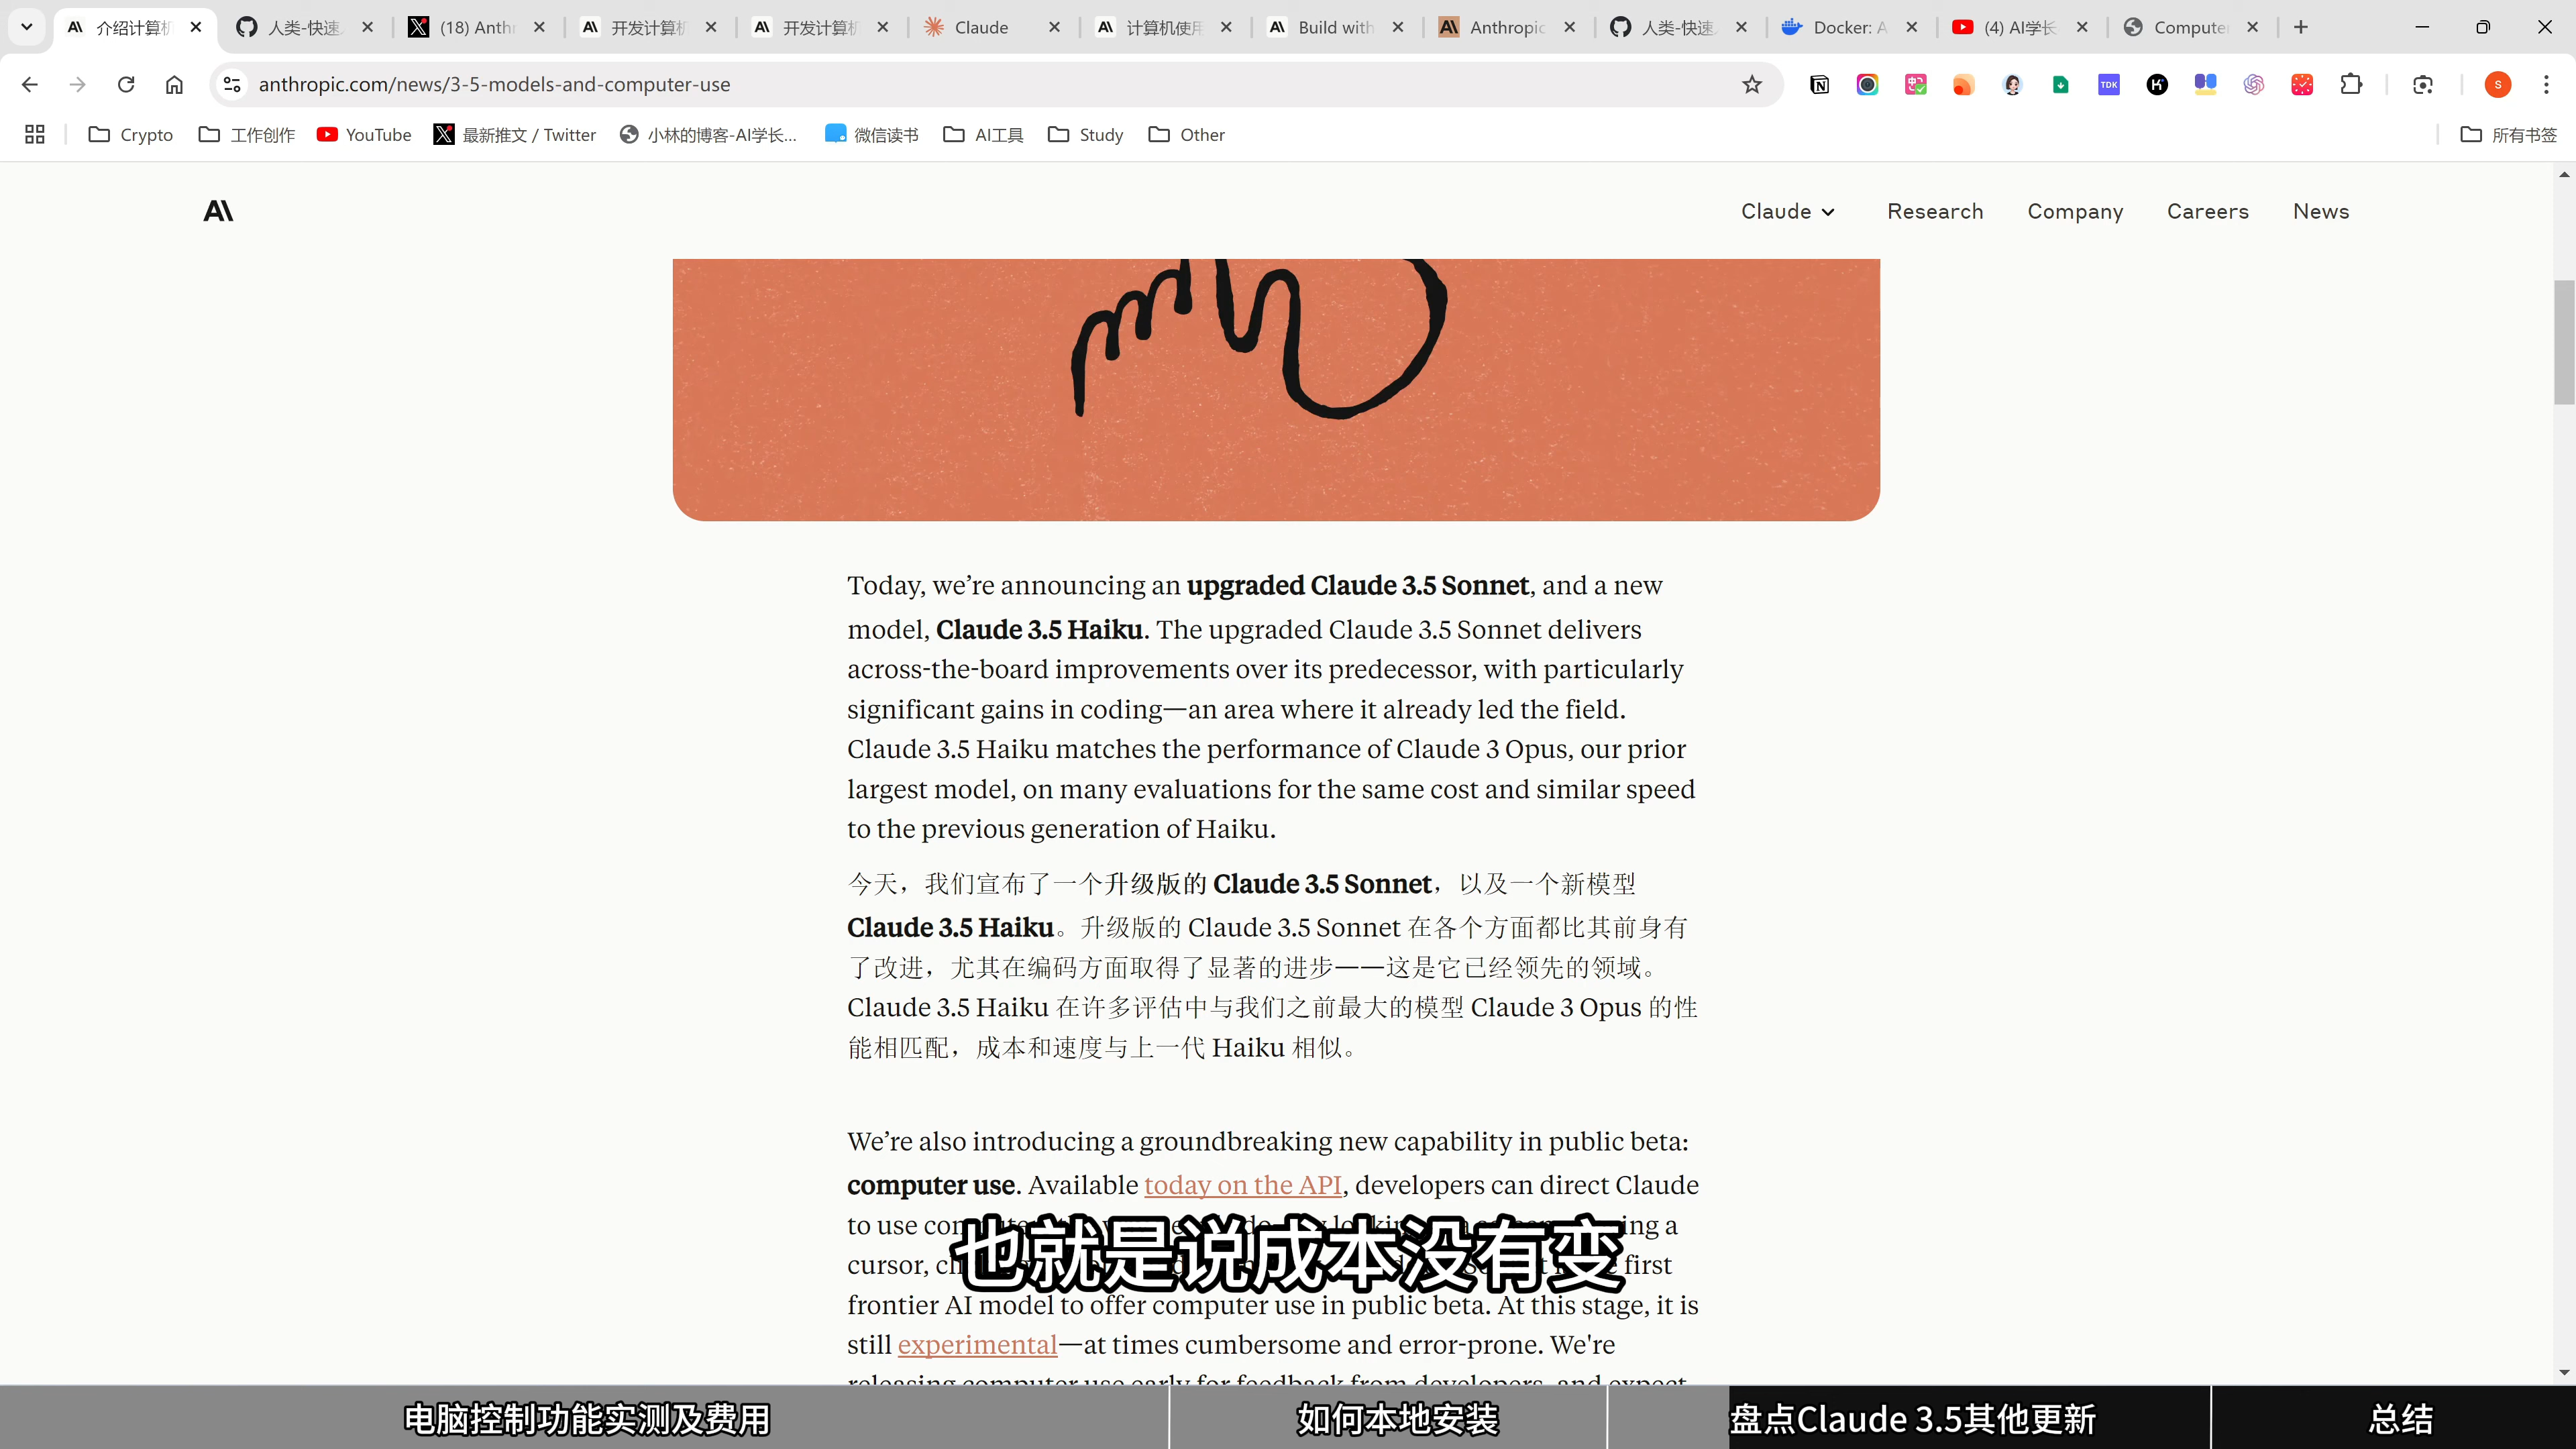 介绍计算机
人类-快速
(18) Anthr
开发计算机
开发计算机
Claude
计算机使用
Build with
Anthropic
人类-快速
Docker: A
(4) AI学长
Compute
anthropic.com/news/3-5-models-and-computer-use
Crypto
工作创作
YouTube
最新推文 / Twitter
小林的博客-AI学长...
微信读书
AI工具
Study
Other
所有书签
Claude
Research
Company
Careers
News
Today, we’re announcing an upgraded Claude 3.5 Sonnet, and a new
model, Claude 3.5 Haiku. The upgraded Claude 3.5 Sonnet delivers
across-the-board improvements over its predecessor, with particularly
significant gains in coding—an area where it already led the field.
Claude 3.5 Haiku matches the performance of Claude 3 Opus, our prior
largest model, on many evaluations for the same cost and similar speed
to the previous generation of Haiku.
今天，我们宣布了一个升级版的 Claude 3.5 Sonnet，以及一个新模型
Claude 3.5 Haiku。升级版的 Claude 3.5 Sonnet 在各个方面都比其前身有
了改进，尤其在编码方面取得了显著的进步——这是它已经领先的领域。
Claude 3.5 Haiku 在许多评估中与我们之前最大的模型 Claude 3 Opus 的性
能相匹配，成本和速度与上一代 Haiku 相似。
We’re also introducing a groundbreaking new capability in public beta:
computer use. Available today on the API, developers can direct Claude
to use
a
cursor,
first
也就是说成本没有变
frontier AI model to offer computer use in public beta. At this stage, it is
still experimental—at times cumbersome and error-prone. We're
releasing computer use early for feedback from developers, and expect
电脑控制功能实测及费用
如何本地安装
盘点Claude 3.5其他更新
总结